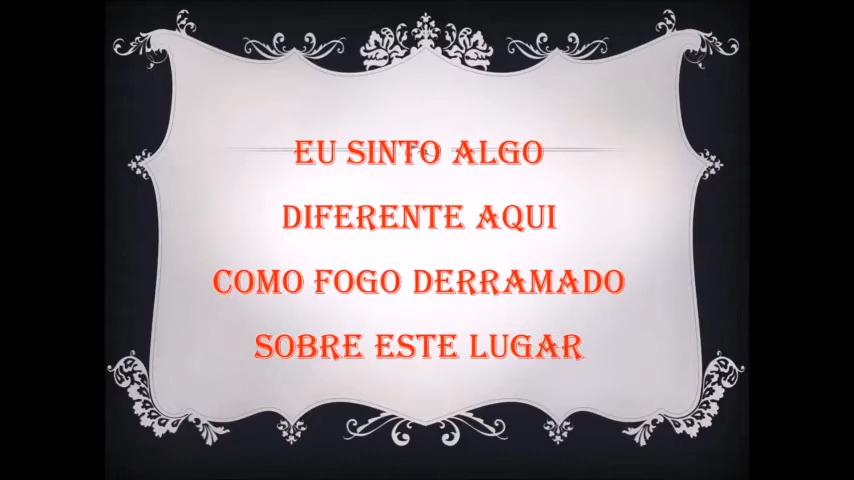 EU SINTO ALGO
DIFERENTE AQUI
COMO FOGO DERRAMADO
SOBRE ESTE LUGAR